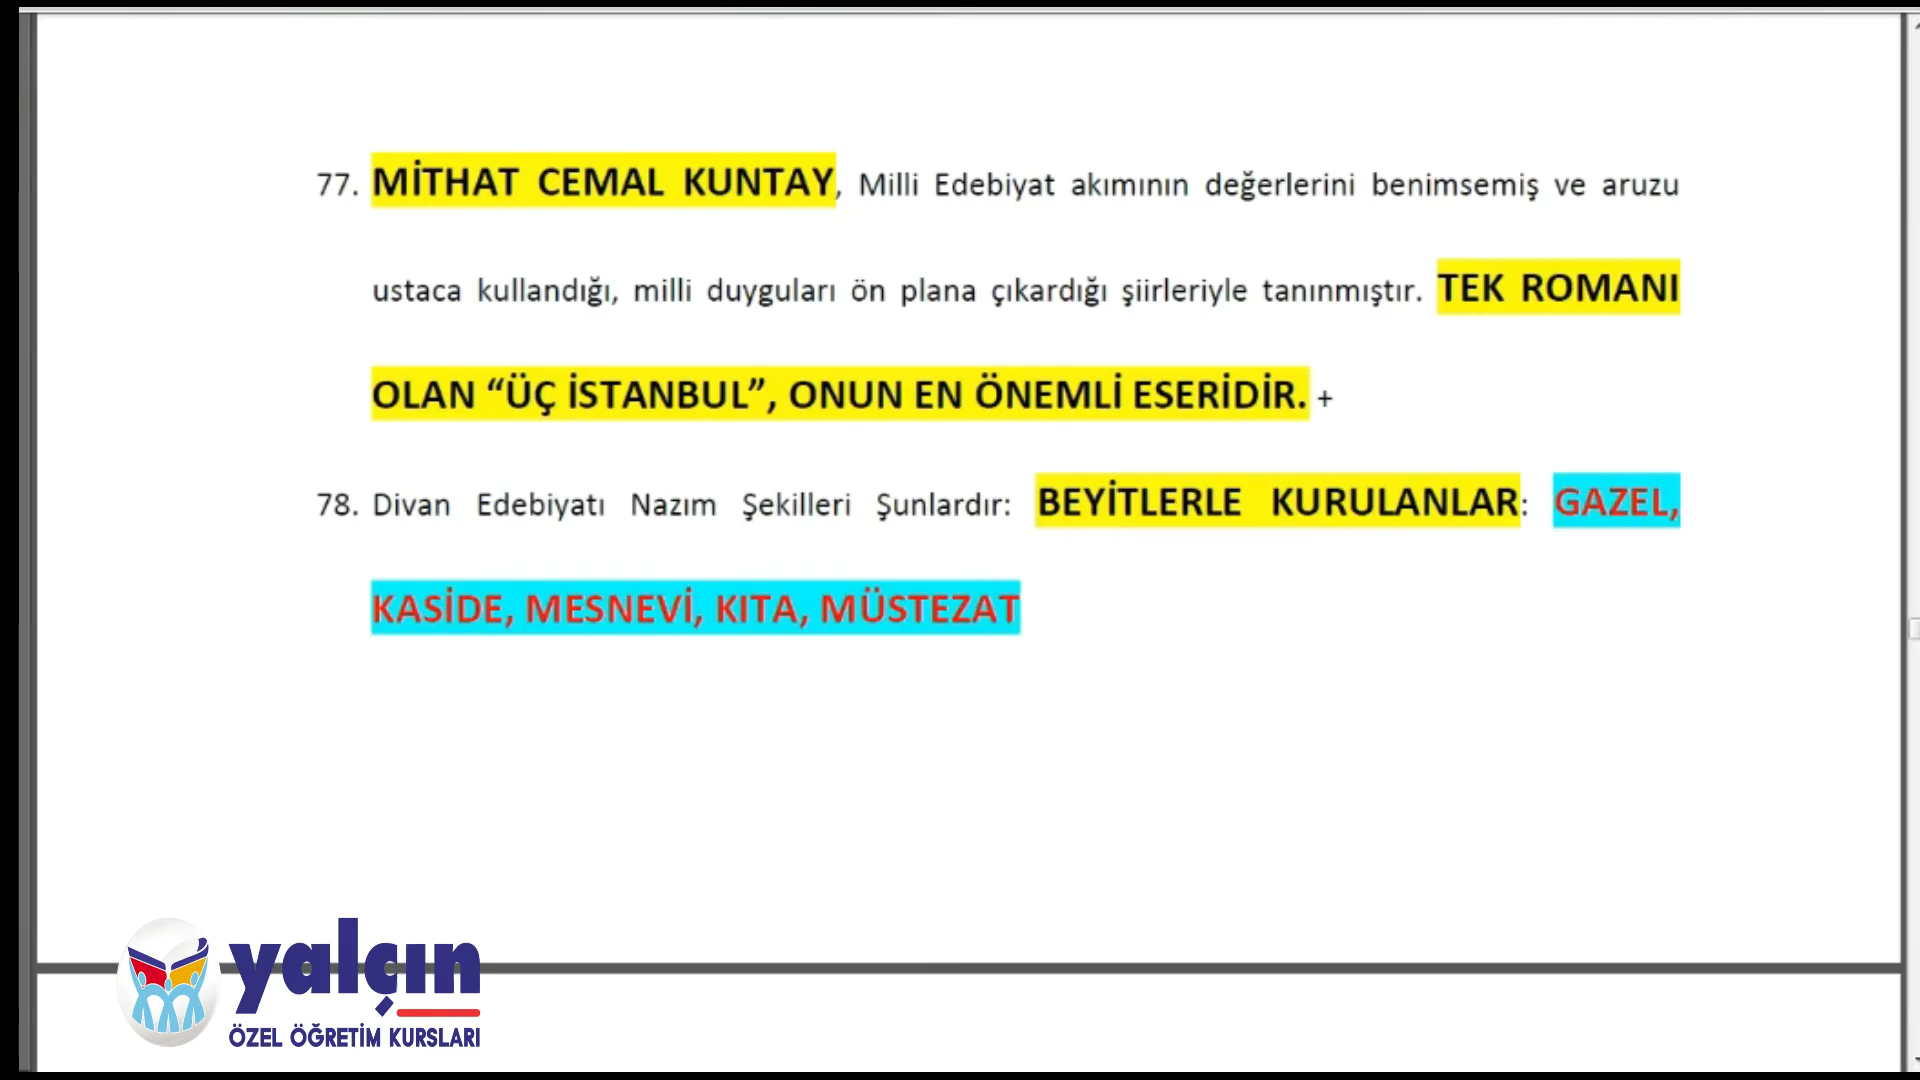 77. MİTHAT CEMAL KUNTAY, Milli Edebiyat akımının değerlerini benimsemiş ve aruzu
ustaca kullandığı, milli duyguları ön plana çıkardığı şiirleriyle tanınmıştır. TEK ROMANI
OLAN “ÜÇ İSTANBUL”, ONUN EN ÖNEMLİ ESERİDİR. +
78. Divan Edebiyatı Nazım Şekilleri Şunlardır: BEYİTLERLE KURULANLAR: GAZEL,
KASİDE, MESNEVİ, KITA, MÜSTEZAT
yalçın
ÖZEL ÖĞRETİM KURSLARI